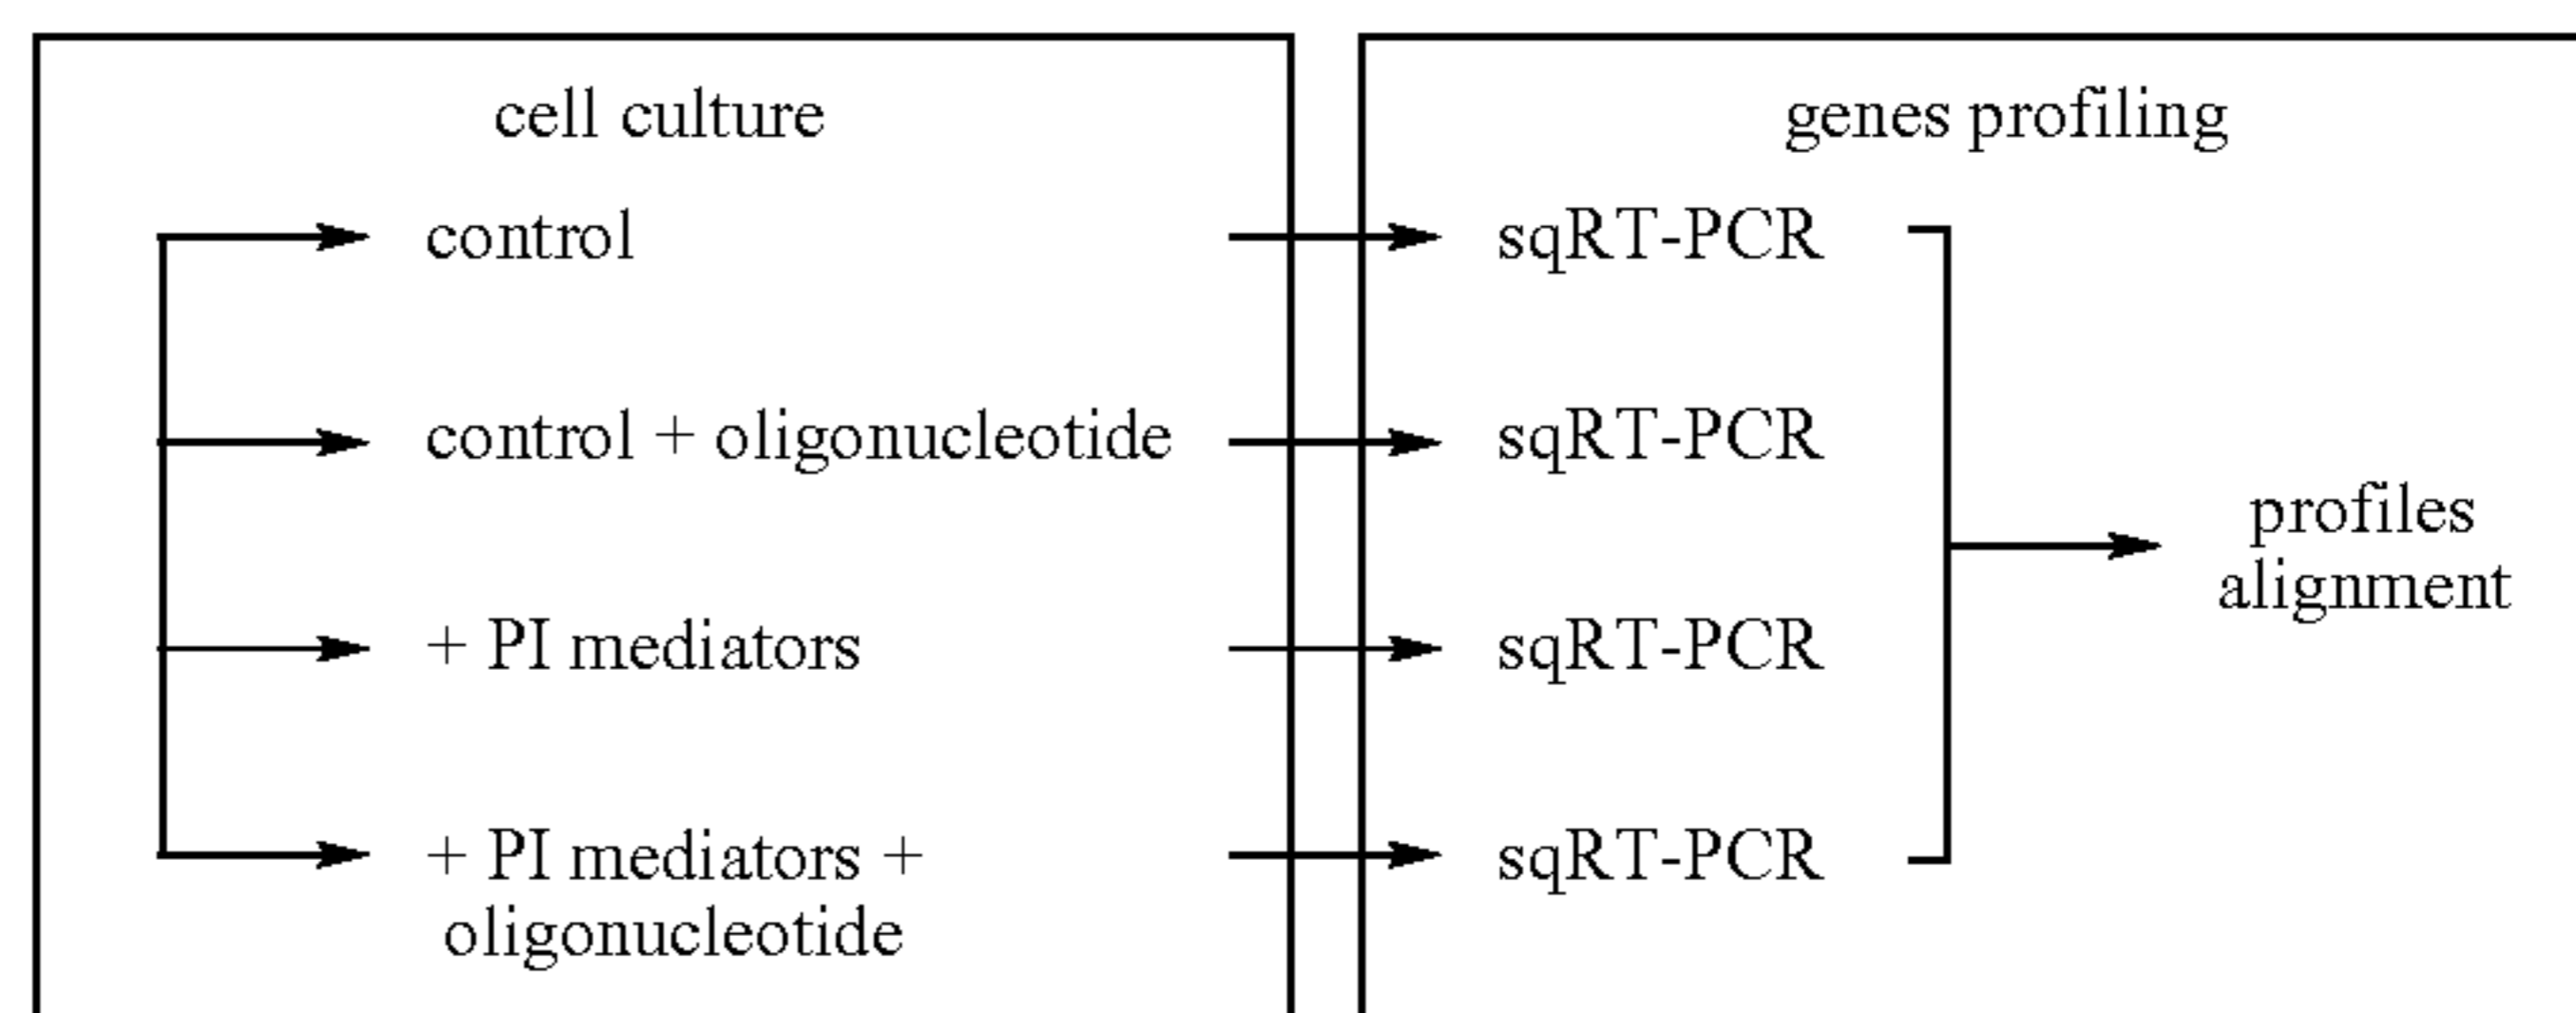 cell culture
genes profiling
control
sqRT-PCR
control + oligonucleotide
sqRT-PCR
profiles
alignment
+ PI mediators
sqRT-PCR
+ PI mediators +
oligonucleotide
sqRT-PCR